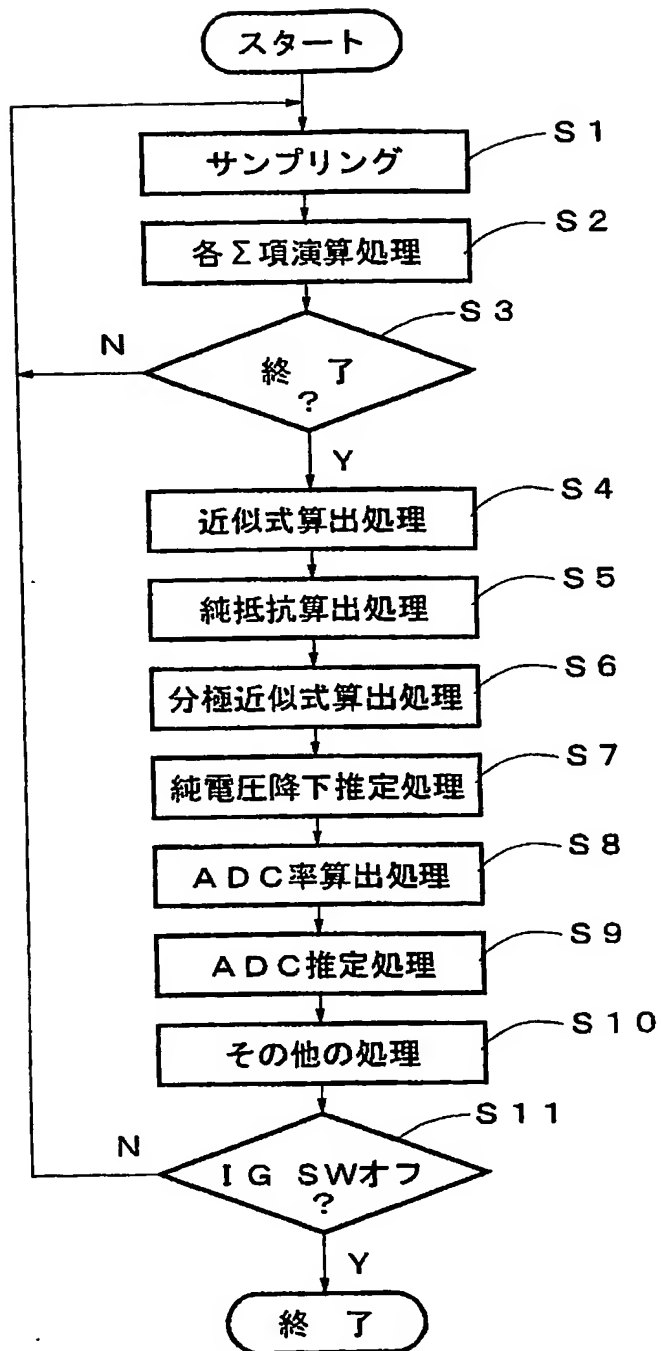 スタート
サンプリング
S1
各Σ項演算処理
S2
終了
?
S3
N
Y
近似式算出処理
S4
純抵抗算出処理
S5
分極近似式算出処理
S6
純電圧降下推定処理
S7
ADC率算出処理
S8
ADC推定処理
S9
その他の処理
S10
IG SWオフ
?
S11
N
Y
終了